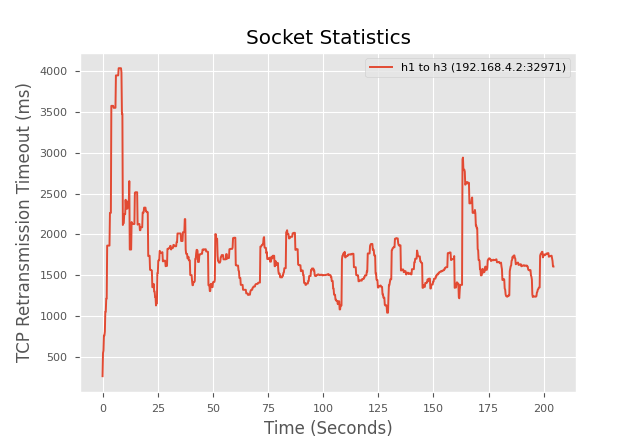 Socket Statistics
h1 to h3 (192.168.4.2:32971)
TCP Retransmission Timeout (ms)
4000
3500
3000
2500
2000
1500
1000
500
0 25 50 75 100 125 150 175 200
Time (Seconds)